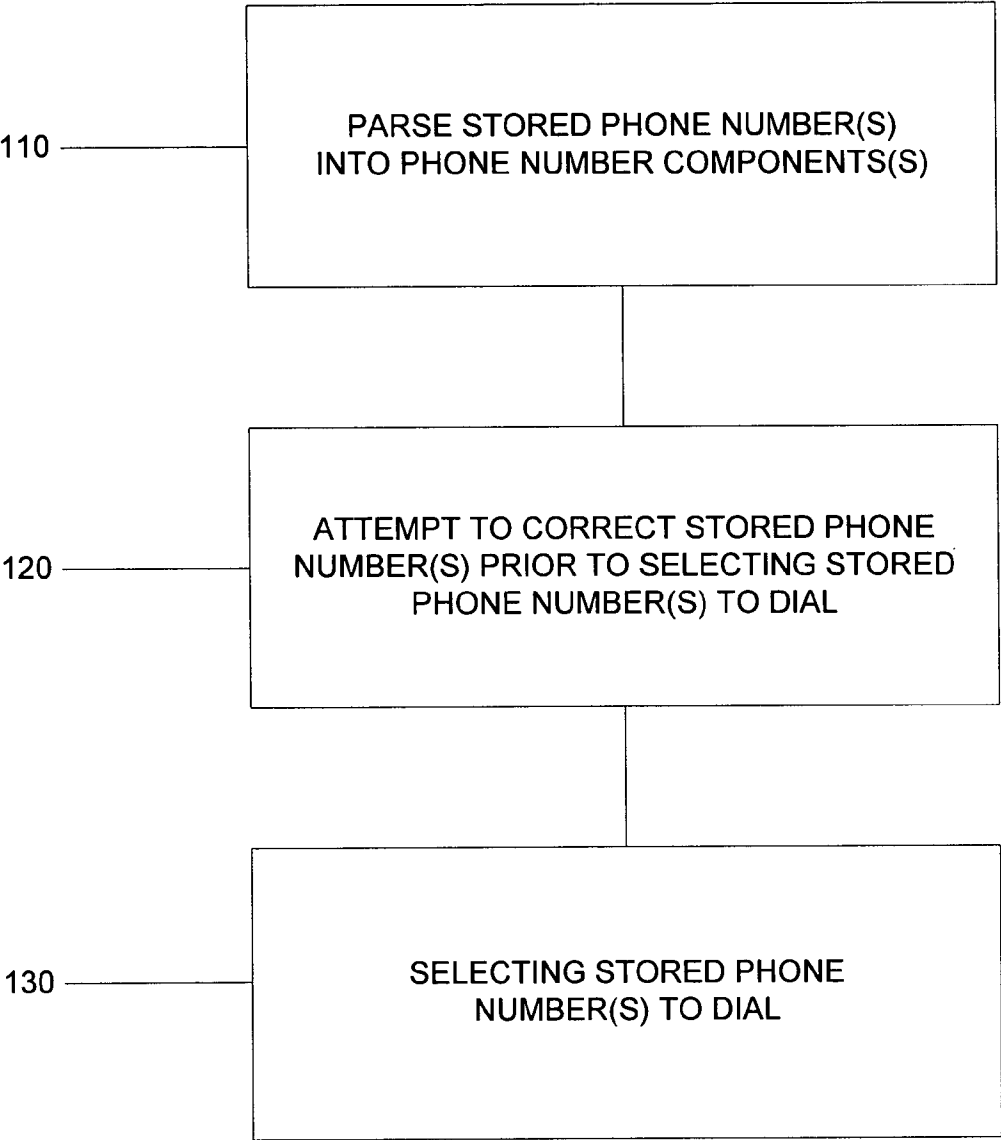 110
PARSE STORED PHONE NUMBER(S)
INTO PHONE NUMBER COMPONENTS(S)
120
ATTEMPT TO CORRECT STORED PHONE
NUMBER(S) PRIOR TO SELECTING STORED
PHONE NUMBER(S) TO DIAL
130
SELECTING STORED PHONE
NUMBER(S) TO DIAL